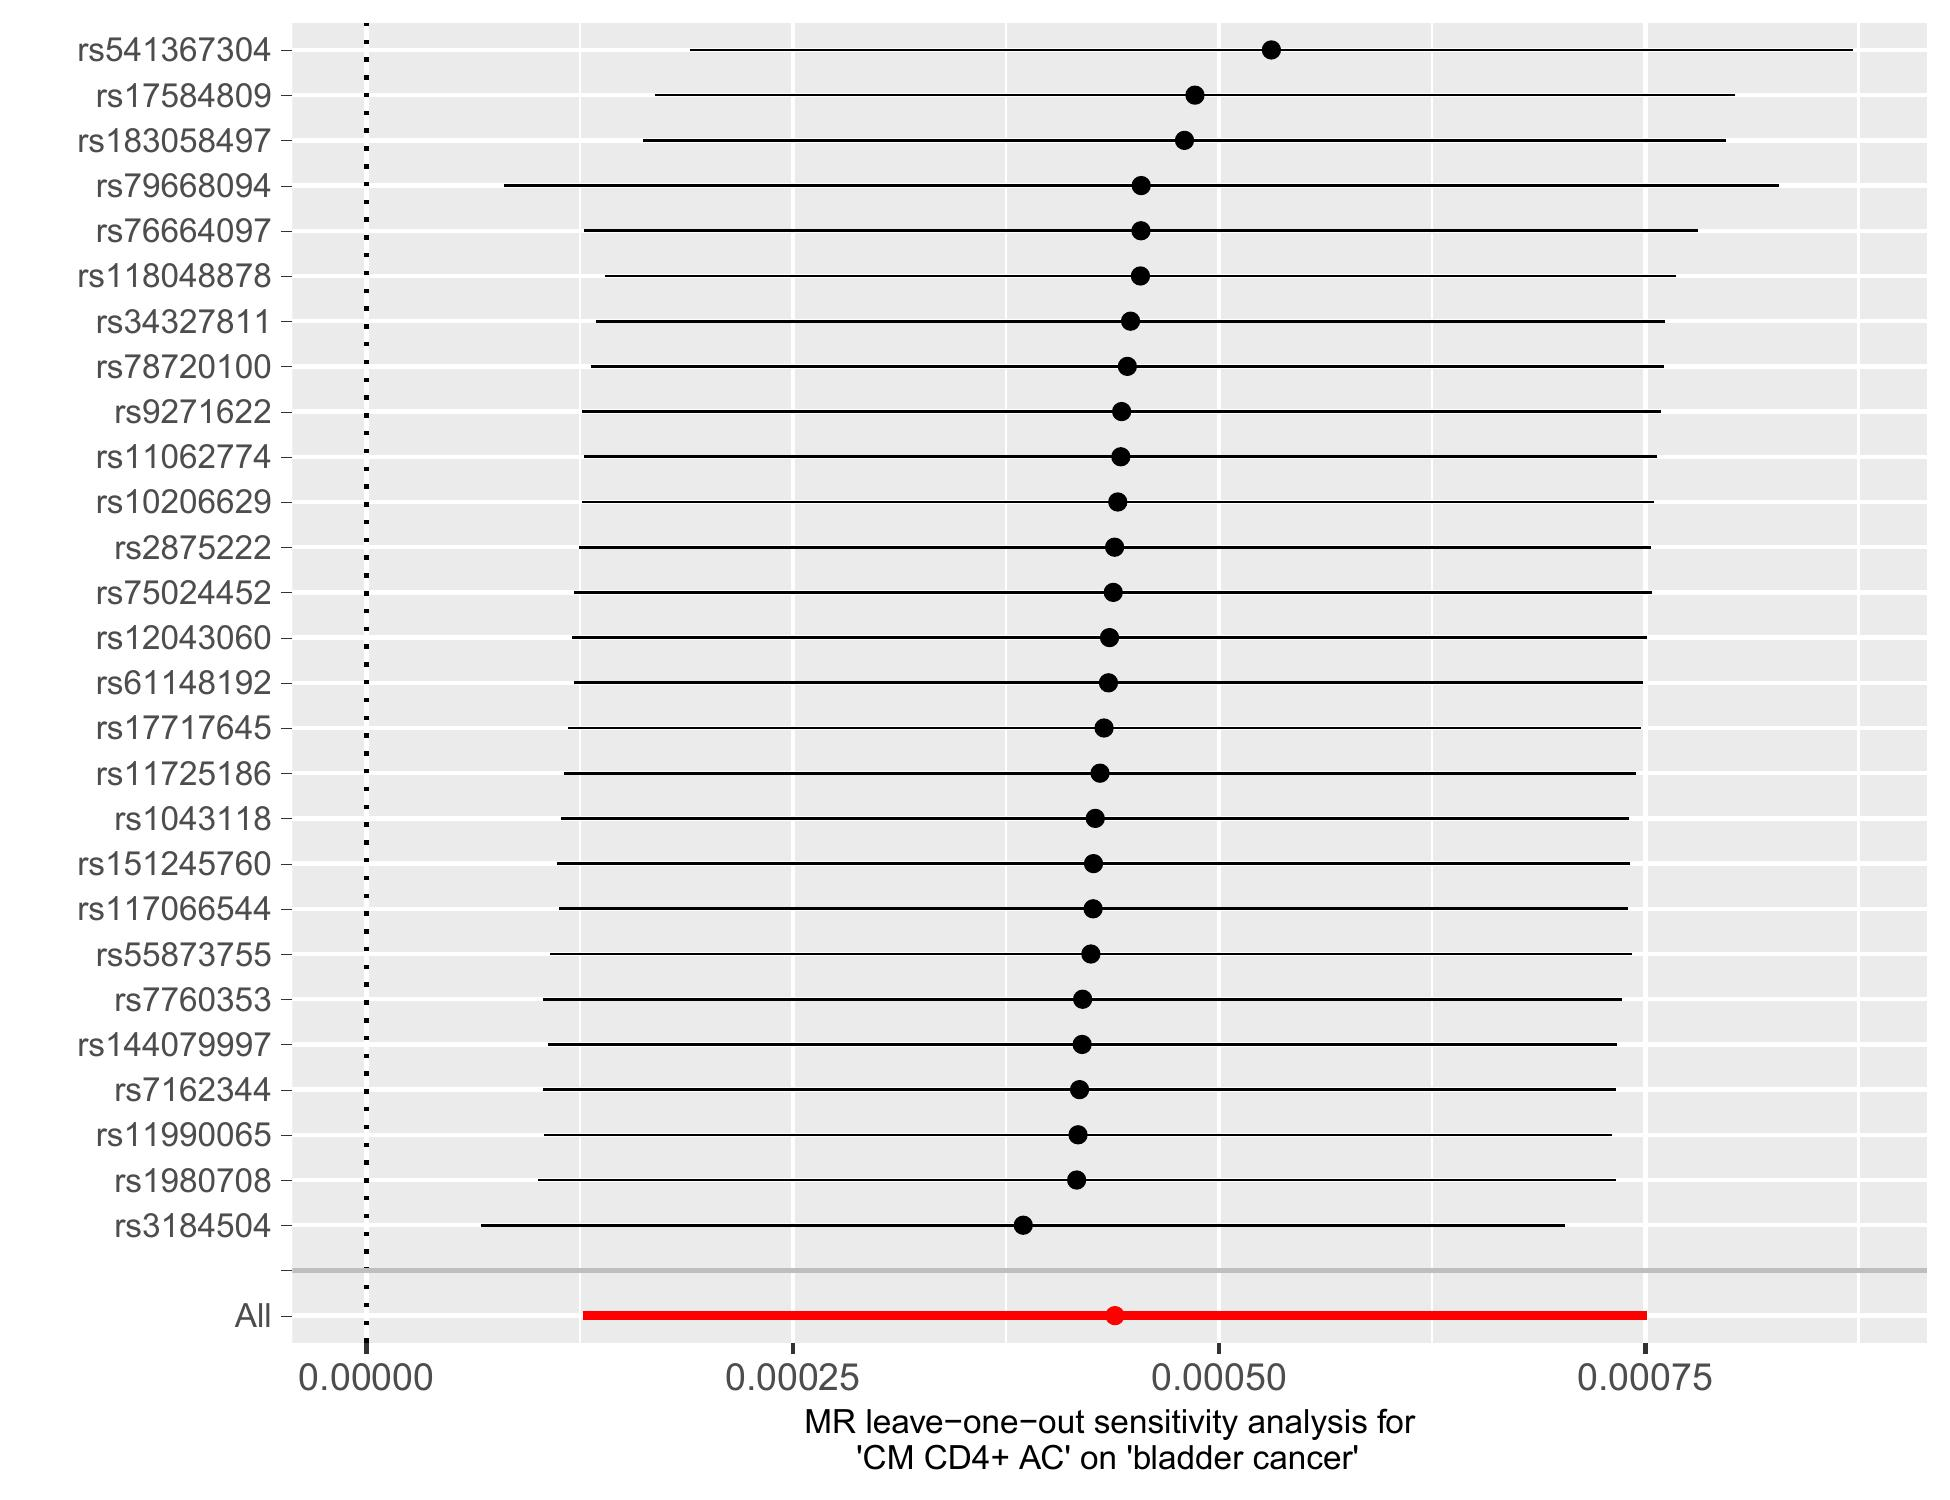 rs541367304
rs17584809
rs183058497
rs79668094
rs76664097
rs118048878
rs34327811
rs78720100
rs9271622
rs11062774
rs10206629
rs2875222
rs75024452
rs12043060
rs61148192
rs17717645
rs11725186
rs1043118
rs151245760
rs117066544
rs55873755
rs7760353
rs144079997
rs7162344
rs11990065
rs1980708
rs3184504
All
0.00000 0.00025 0.00050 0.00075
MR leave−one−out sensitivity analysis for
'CM CD4+ AC' on 'bladder cancer'